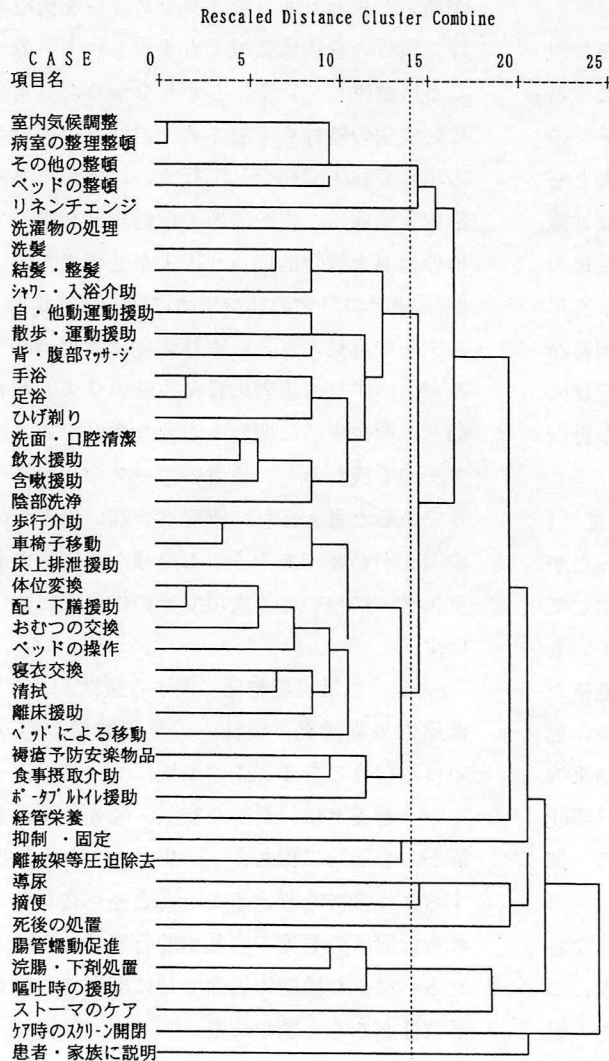 Rescaled Distance Cluster Combine
CASE 0 5 10 15 20 25
項目名
室内気候調整
病室の整理整頓
その他の整頓
ベッドの整頓
リネンチェンジ
洗濯物の処理
洗髪
結髪・整髪
シャワー・入浴介助
自・他動運動援助
散歩・運動援助
背・腹部マッサージ
手浴
足浴
ひげ剃り
洗面・口腔清潔
飲水援助
含嗽援助
陰部洗浄
歩行介助
車椅子移動
床上排泄援助
体位変換
配・下膳援助
おむつの交換
ベッドの操作
寝衣交換
清拭
離床援助
ベッドによる移動
褥瘡予防安楽物品
食事摂取介助
ポータブルトイレ援助
経管栄養
抑制・固定
離被架等圧迫除去
導尿
摘便
死後の処置
腸管蠕動促進
浣腸・下剤処置
嘔吐時の援助
ストーマのケア
ケア時のスクリーン開閉
患者・家族に説明